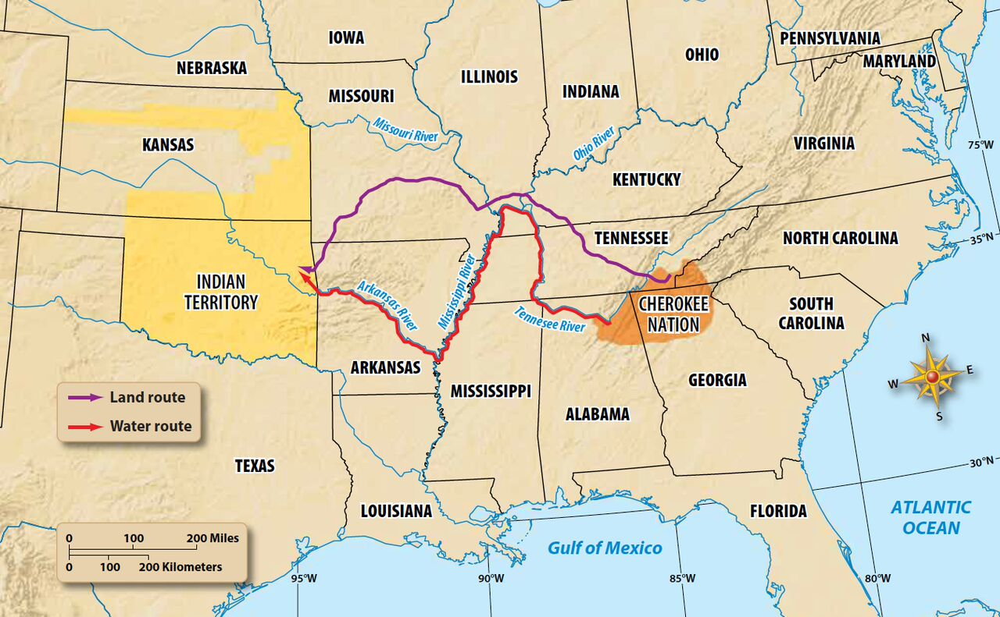 IOWA
PENNSYLVANIA
OHIO
MARYLAND
NEBRASKA
ILLINOIS
INDIANA
MISSOURI
Missouri River
Ohio River
KANSAS
VIRGINIA
75°W
KENTUCKY
TENNESSEE
NORTH CAROLINA
35°N
INDIAN
TERRITORY
Arkansas River
Mississippi River
Tennesee River
CHEROKEE
NATION
SOUTH
CAROLINA
N
W
E
S
ARKANSAS
MISSISSIPPI
GEORGIA
ALABAMA
Land route
Water route
TEXAS
30°N
LOUISIANA
FLORIDA
ATLANTIC
OCEAN
Gulf of Mexico
0 100 200 Miles
0 100 200 Kilometers
95°W
90°W
85°W
80°W